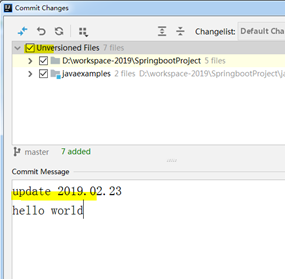 Commit Changes
Changelist: Default Cha
Unversioned Files 7 files
D:\workspace-2019\SpringbootProject 5 files
javaexamples 2 files D:\workspace-2019\SpringbootProject\ja
master 7 added
Commit Message
update 2019.02.23
hello world